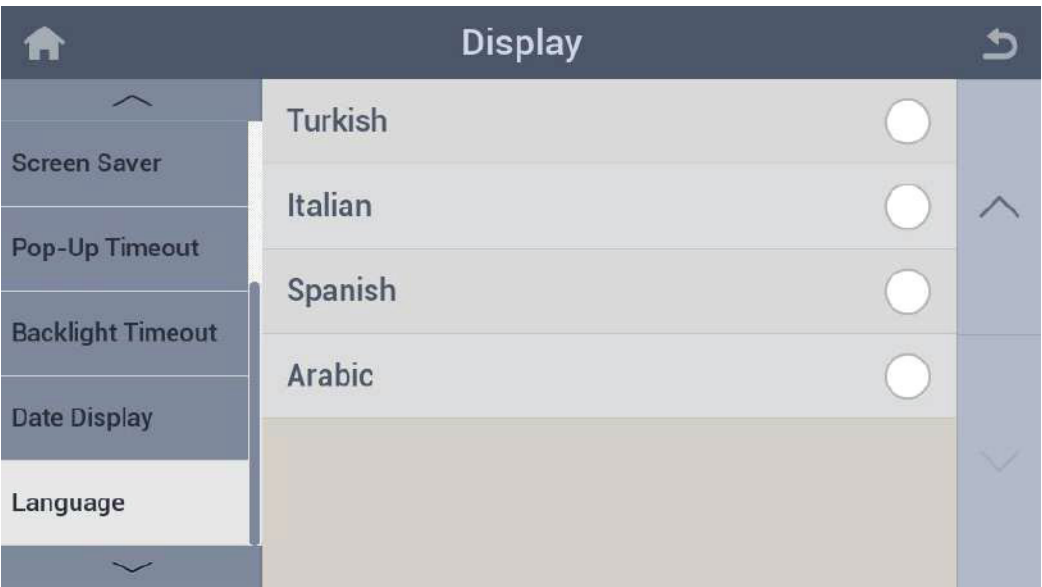 Display
Screen Saver
Pop-Up Timeout
Backlight Timeout
Date Display
Language
Turkish
Italian
Spanish
Arabic